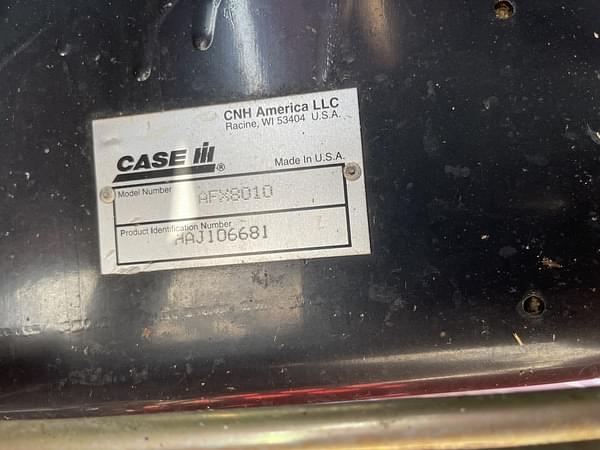 CNH America LLC
Racine, WI 53404 U.S.A.
CASE IH ®
Made In U.S.A.
Model Number AFX8010
Product Identification Number
HAJ106681